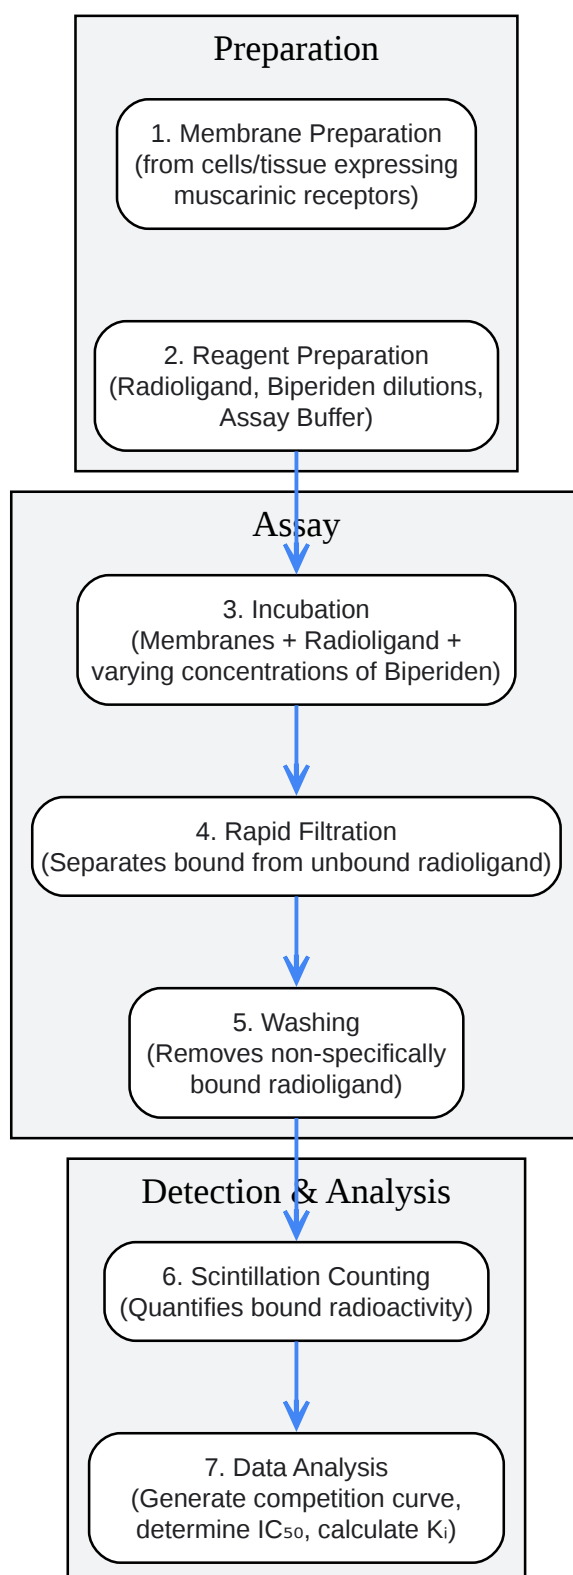 Preparation
1. Membrane Preparation
(from cells/tissue expressing
muscarinic receptors)
2. Reagent Preparation
(Radioligand, Biperiden dilutions,
Assay Buffer)
Assay
3. Incubation
(Membranes + Radioligand +
varying concentrations of Biperiden)
4. Rapid Filtration
(Separates bound from unbound radioligand)
5. Washing
(Removes non-specifically
bound radioligand)
Detection & Analysis
6. Scintillation Counting
(Quantifies bound radioactivity)
7. Data Analysis
(Generate competition curve,
determine IC₅₀, calculate Kᵢ)